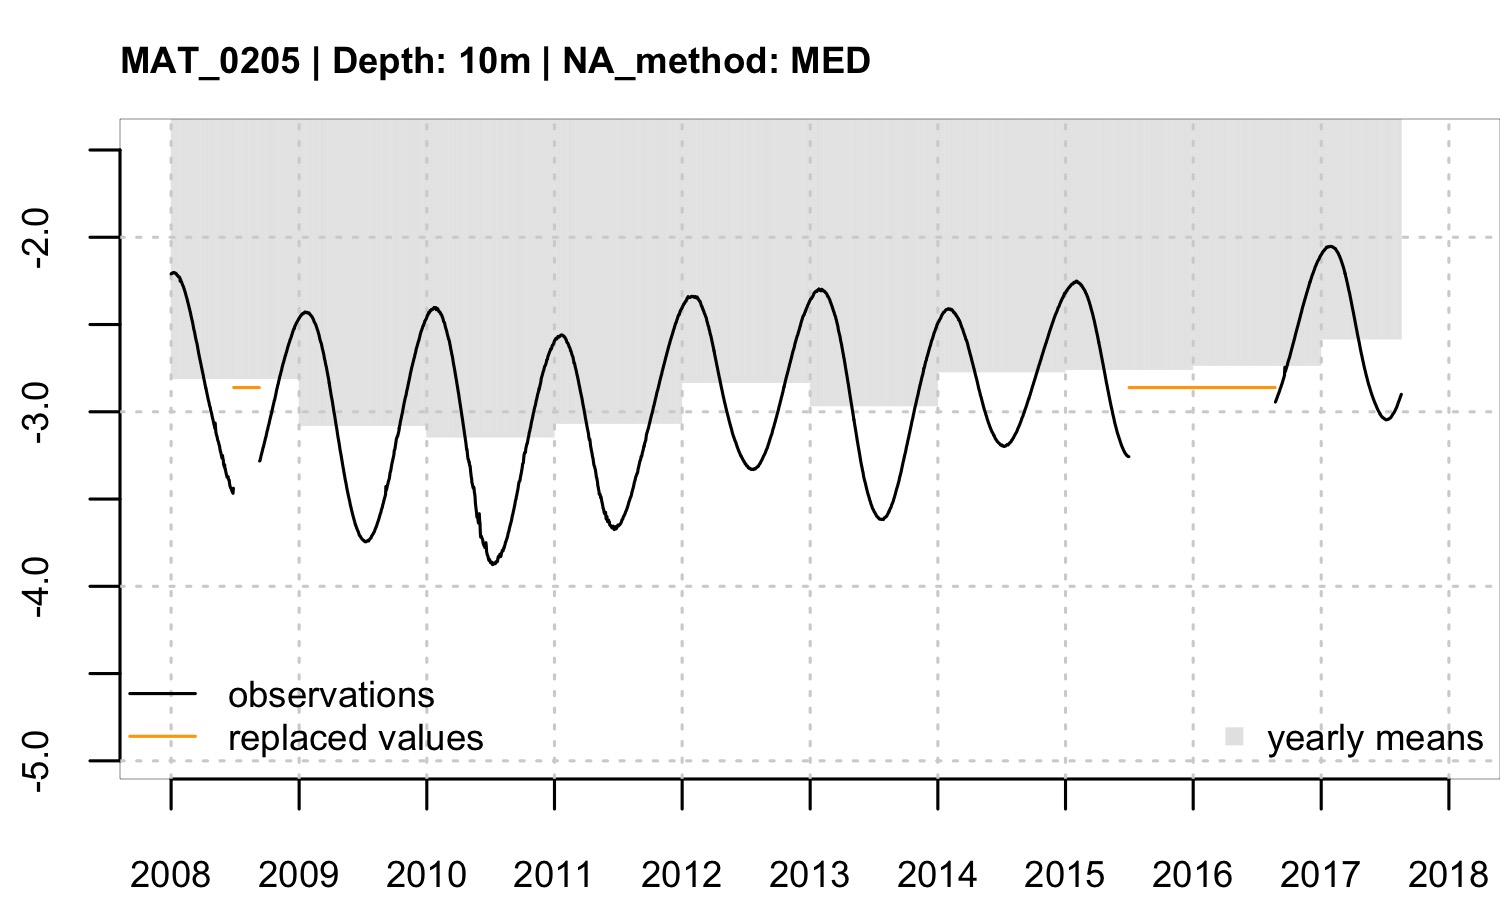 MAT_0205 | Depth: 10m | NA_method: MED
-2.0
-3.0
-4.0
-5.0
observations
replaced values
yearly means
2008 2009 2010 2011 2012 2013 2014 2015 2016 2017 2018